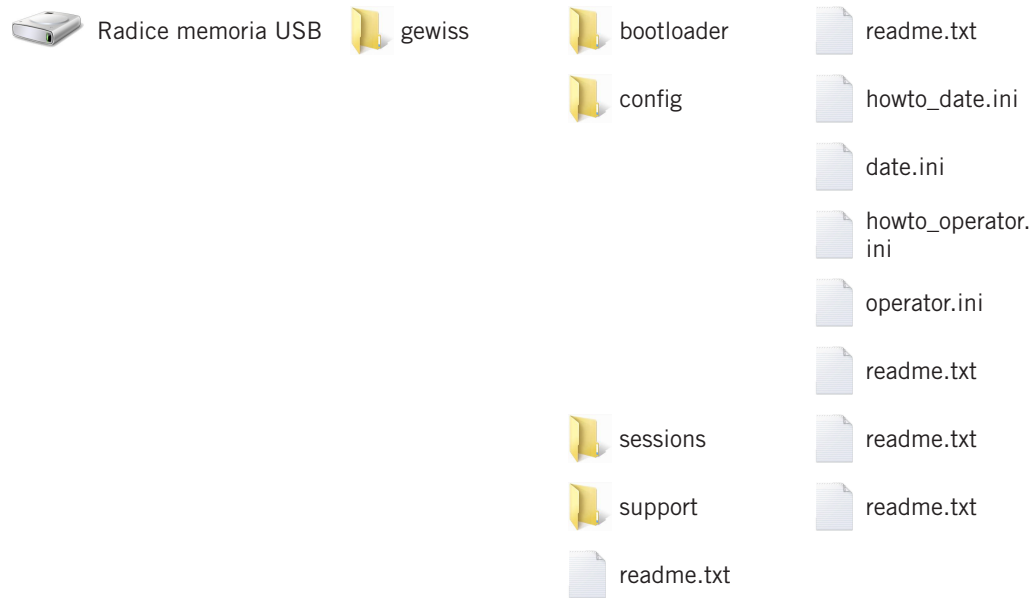 Radice memoria USB
gewiss
bootloader
readme.txt
config
howto_date.ini
date.ini
howto_operator.
ini
operator.ini
readme.txt
sessions
readme.txt
support
readme.txt
readme.txt